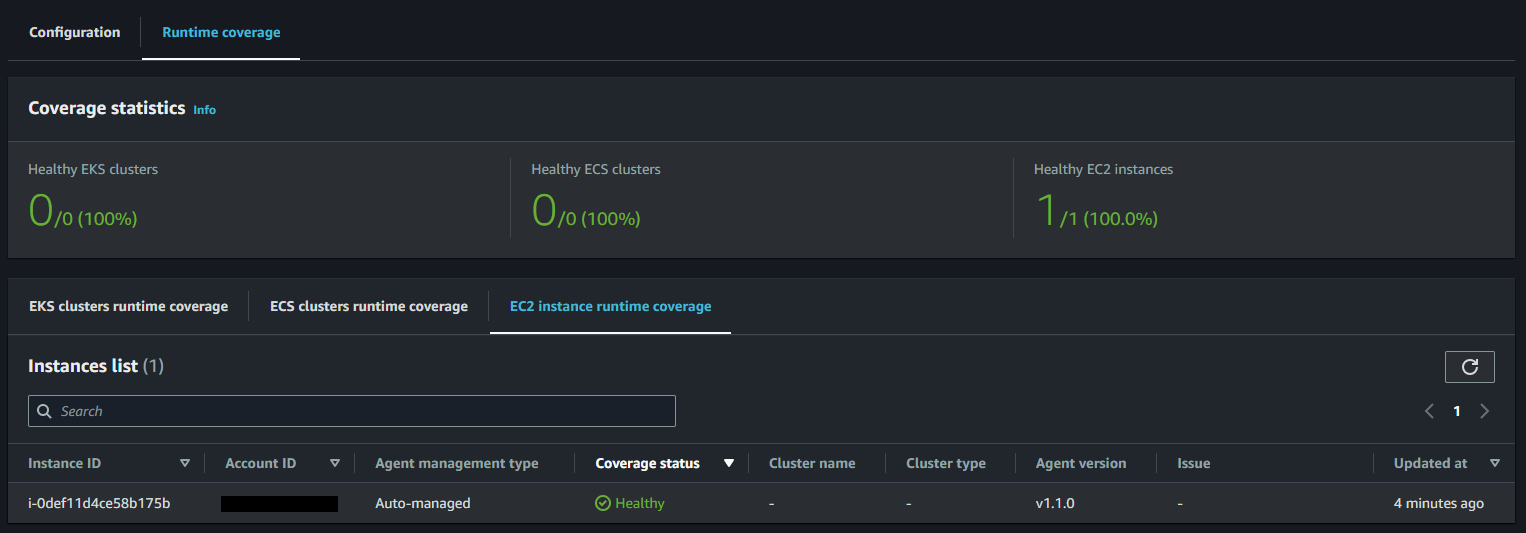 Configuration Runtime coverage
Coverage statistics Info
Healthy EKS clusters Healthy ECS clusters Healthy EC2 instances
0/0 (100%) 0/0 (100%) 1/1 (100.0%)
EKS clusters runtime coverage ECS clusters runtime coverage EC2 instance runtime coverage
Instances list (1)
Search
1
Instance ID Account ID Agent management type Coverage status Cluster name Cluster type Agent version Issue Updated at
i-0def11d4ce58b175b Auto-managed Healthy - - v1.1.0 - 4 minutes ago